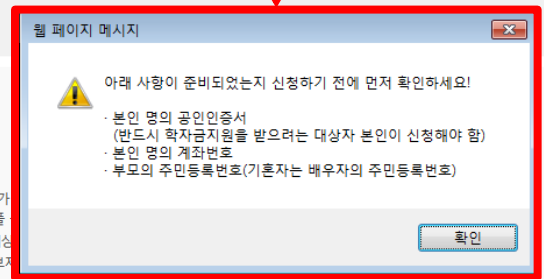 웹 페이지 메시지
아래 사항이 준비되었는지 신청하기 전에 먼저 확인하세요!
· 본인 명의 공인인증서
(반드시 학자금지원을 받으려는 대상자 본인이 신청해야 함)
· 본인 명의 계좌번호
· 부모의 주민등록번호(기혼자는 배우자의 주민등록번호)
확인